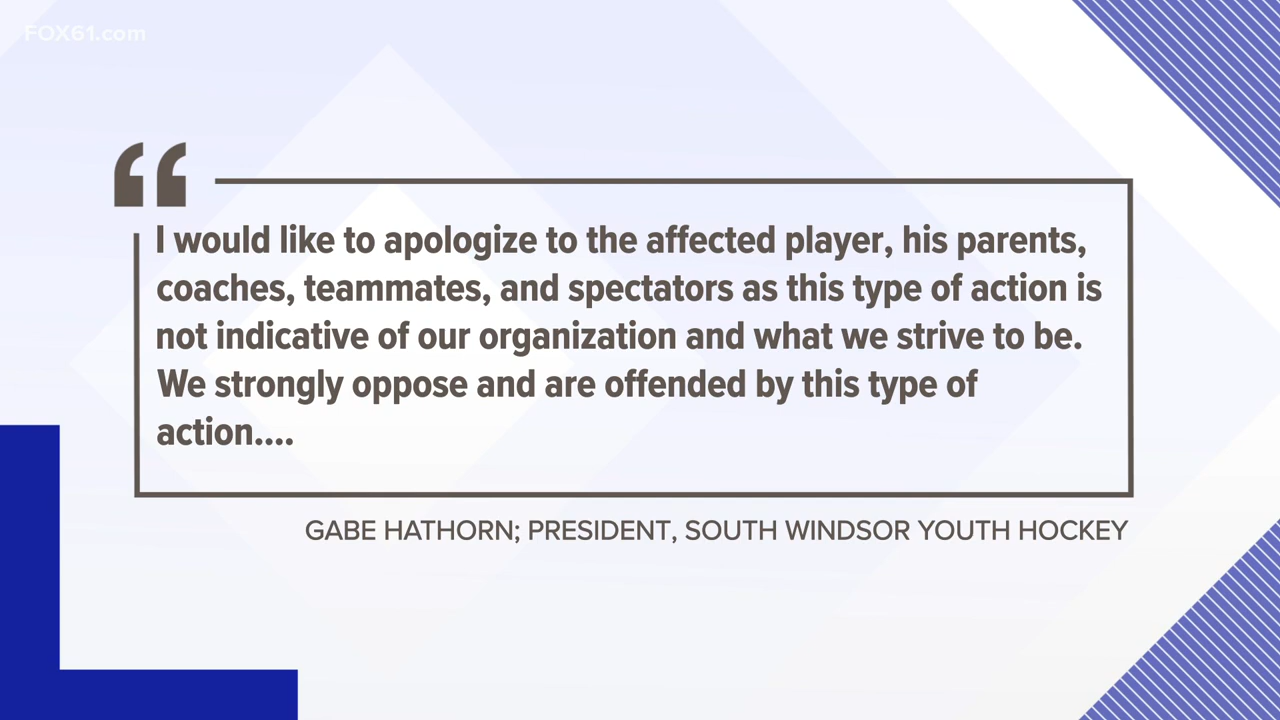 FOX61.com
“
I would like to apologize to the affected player, his parents,
coaches, teammates, and spectators as this type of action is
not indicative of our organization and what we strive to be.
We strongly oppose and are offended by this type of
action....
GABE HATHORN; PRESIDENT, SOUTH WINDSOR YOUTH HOCKEY